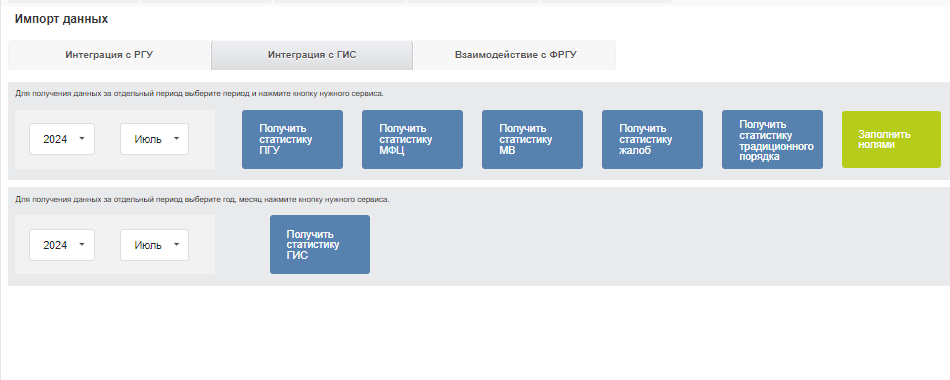 Импорт данных
Интеграция с РГУ
Интеграция с ГИС
Взаимодействие с ФРГУ
Для получения данных за отдельный период выберите период и нажмите кнопку нужного сервиса.
2024
Июль
Получить
статистику
ПГУ
Получить
статистику
МФЦ
Получить
статистику
МВ
Получить
статистику
жалоб
Получить
статистику
традиционного
порядка
Заполнить
нолями
Для получения данных за отдельный период выберите год, месяц нажмите кнопку нужного сервиса.
2024
Июль
Получить
статистику
ГИС